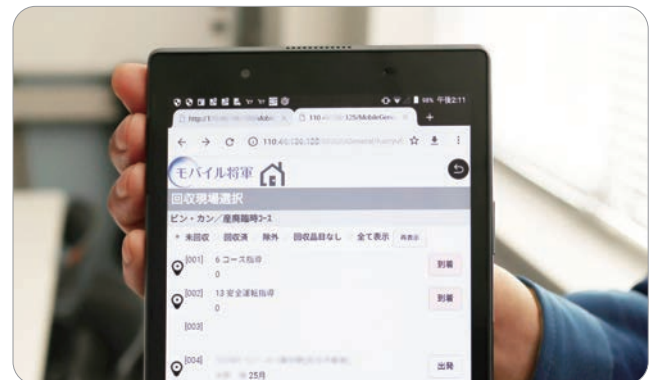 98% 午後2:11
モバイル将軍
回収現場選択
ビン・カン／産廃臨時コース
* 未回収 回収済 除外 回収品目なし 全て表示 再表示
[001] 6 コース指導 到着
0
[002] 13 安全運転指導 到着
0
[003]
[004] 出発
25月